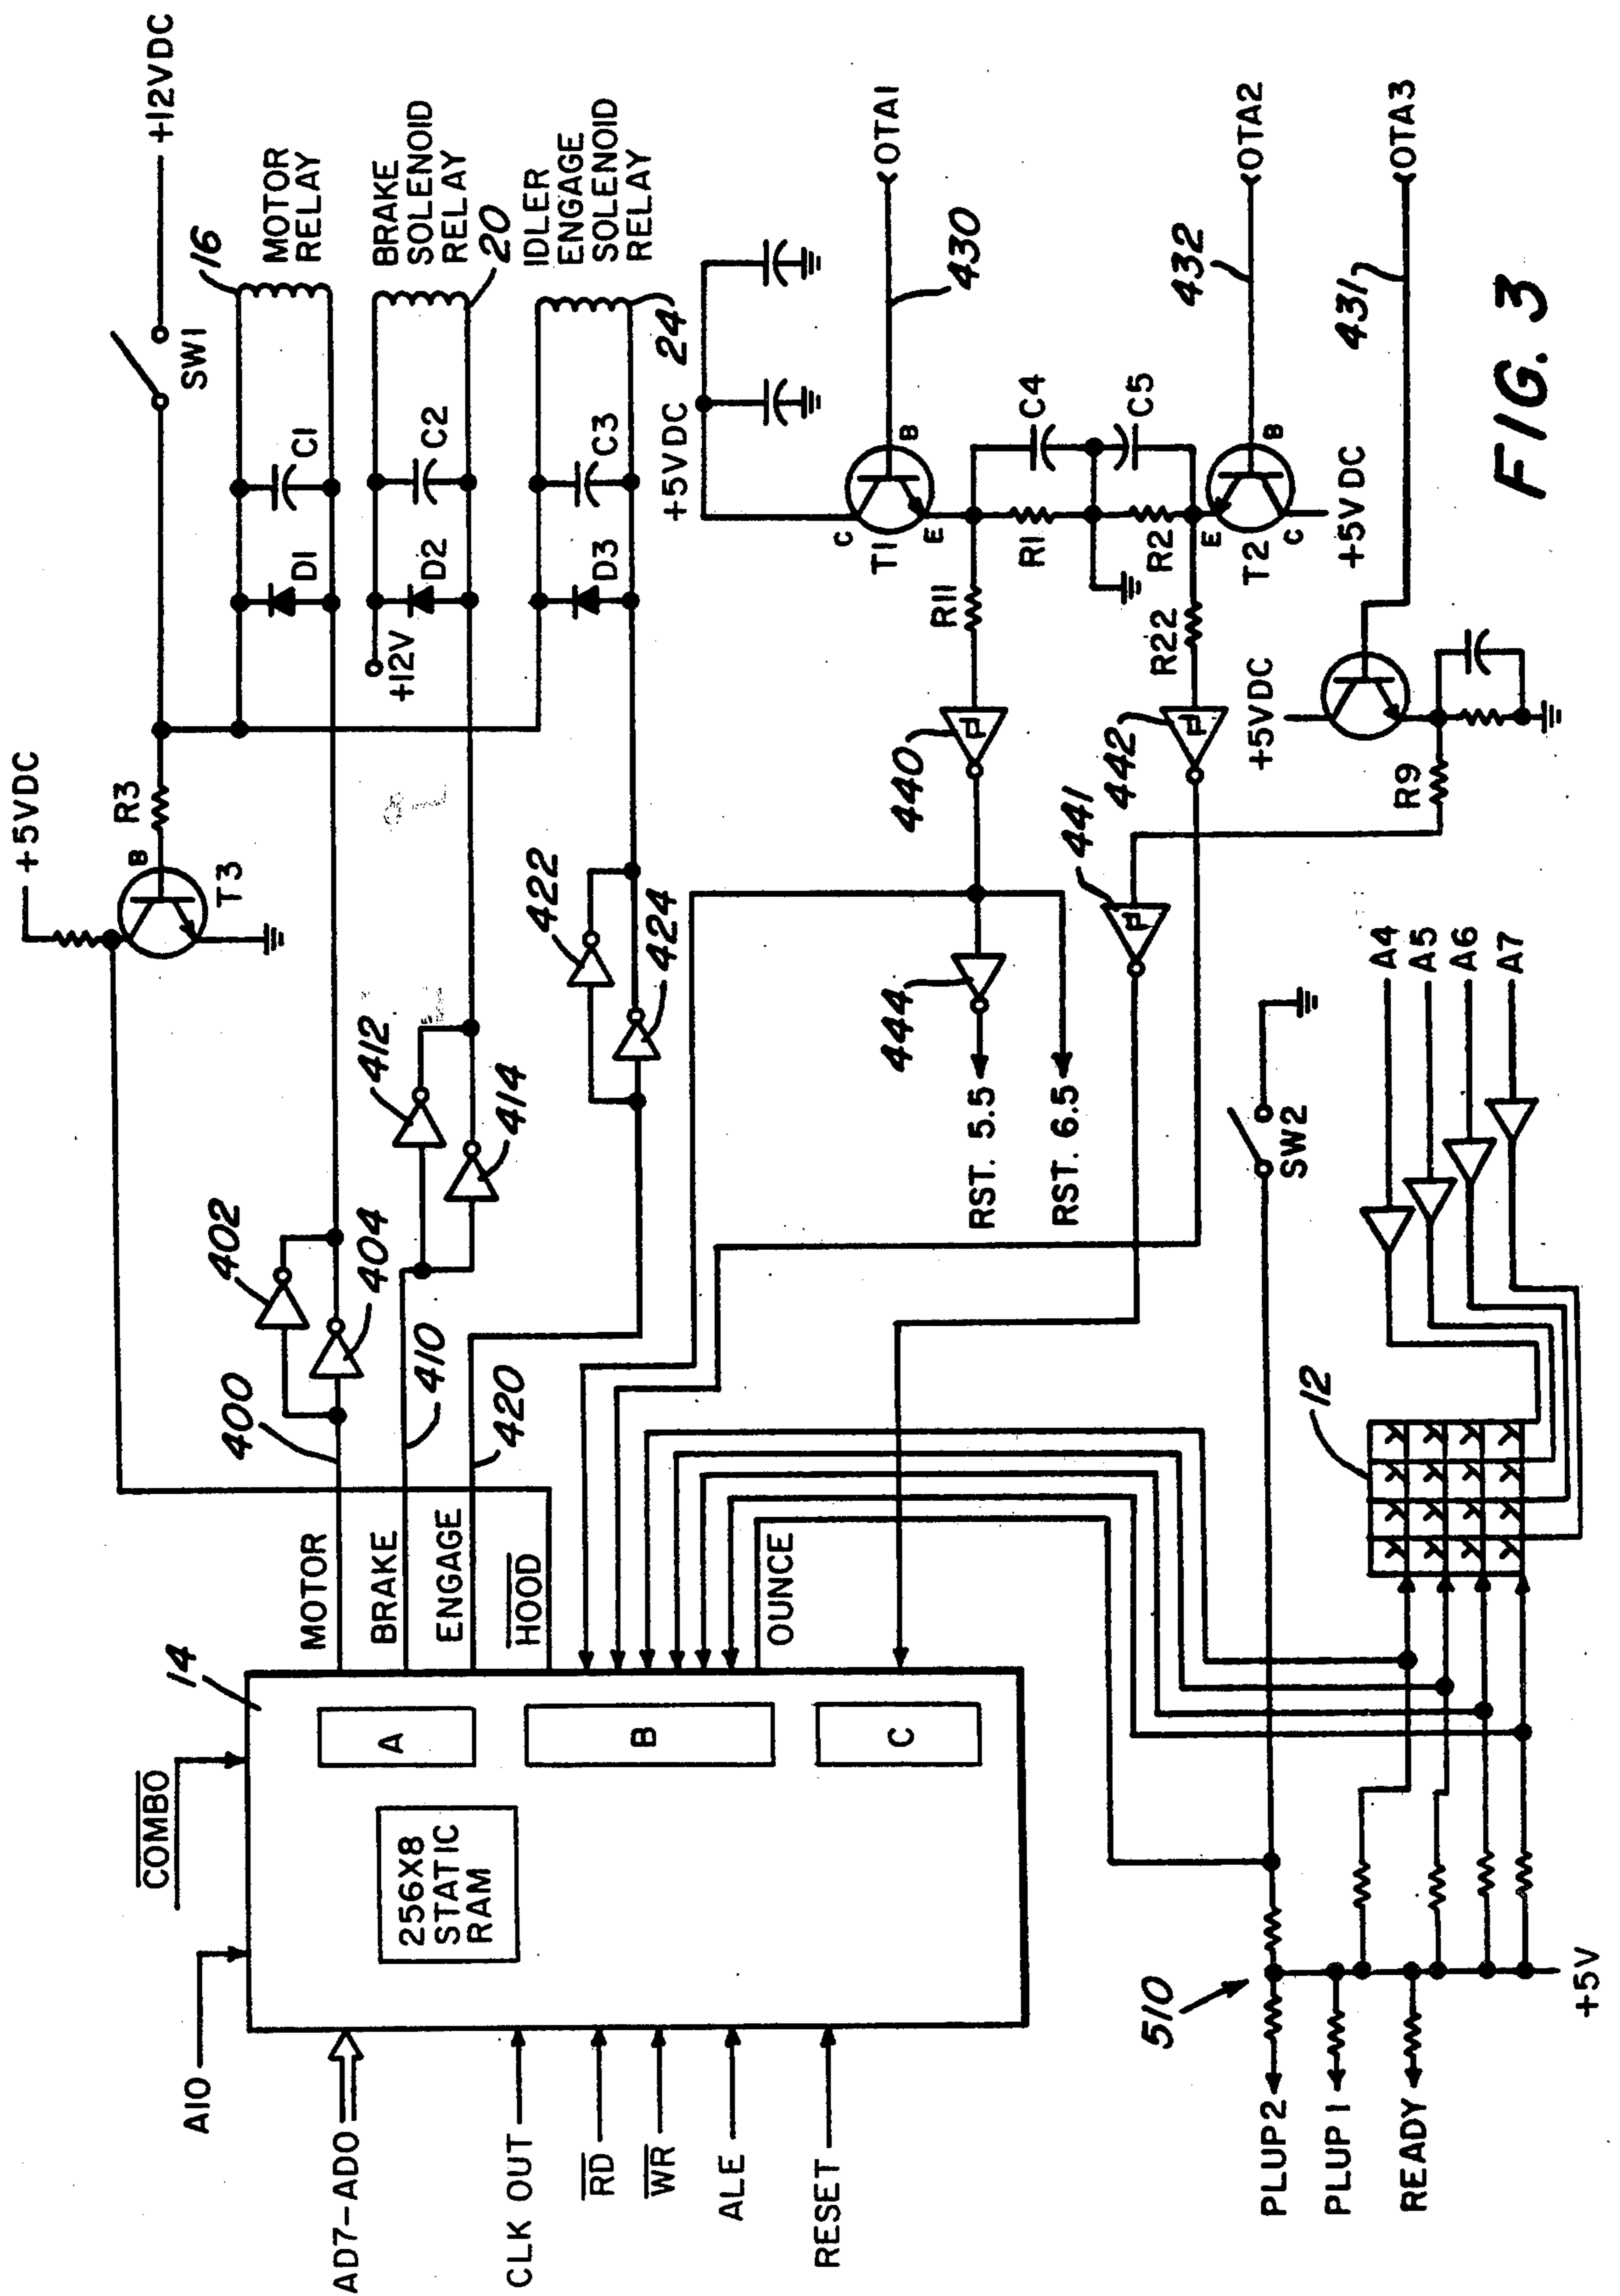 +5VDC
R3
B
T3
SW1
+12VDC
16
MOTOR
RELAY
D1
C1
402
404
400
+12V
D2
C2
BRAKE
SOLENOID
RELAY
20
412
414
410
IDLER
ENGAGE
SOLENOID
RELAY
24
D3
C3
422
424
420
14
COMBO
A10
AD7-AD0
CLK OUT
RD
WR
ALE
RESET
256X8
STATIC
RAM
A
B
C
MOTOR
BRAKE
ENGAGE
HOOD
OUNCE
+5VDC
C
B
E
T1
430
OTA1
R11
R1
C4
C5
R2
R22
E
B
C
T2
+5VDC
432
OTA2
440
444
RST. 5.5
RST. 6.5
441
442
+5VDC
R9
431
OTA3
SW2
A4
A5
A6
A7
12
510
PLUP2
PLUP1
READY
+5V
FIG. 3